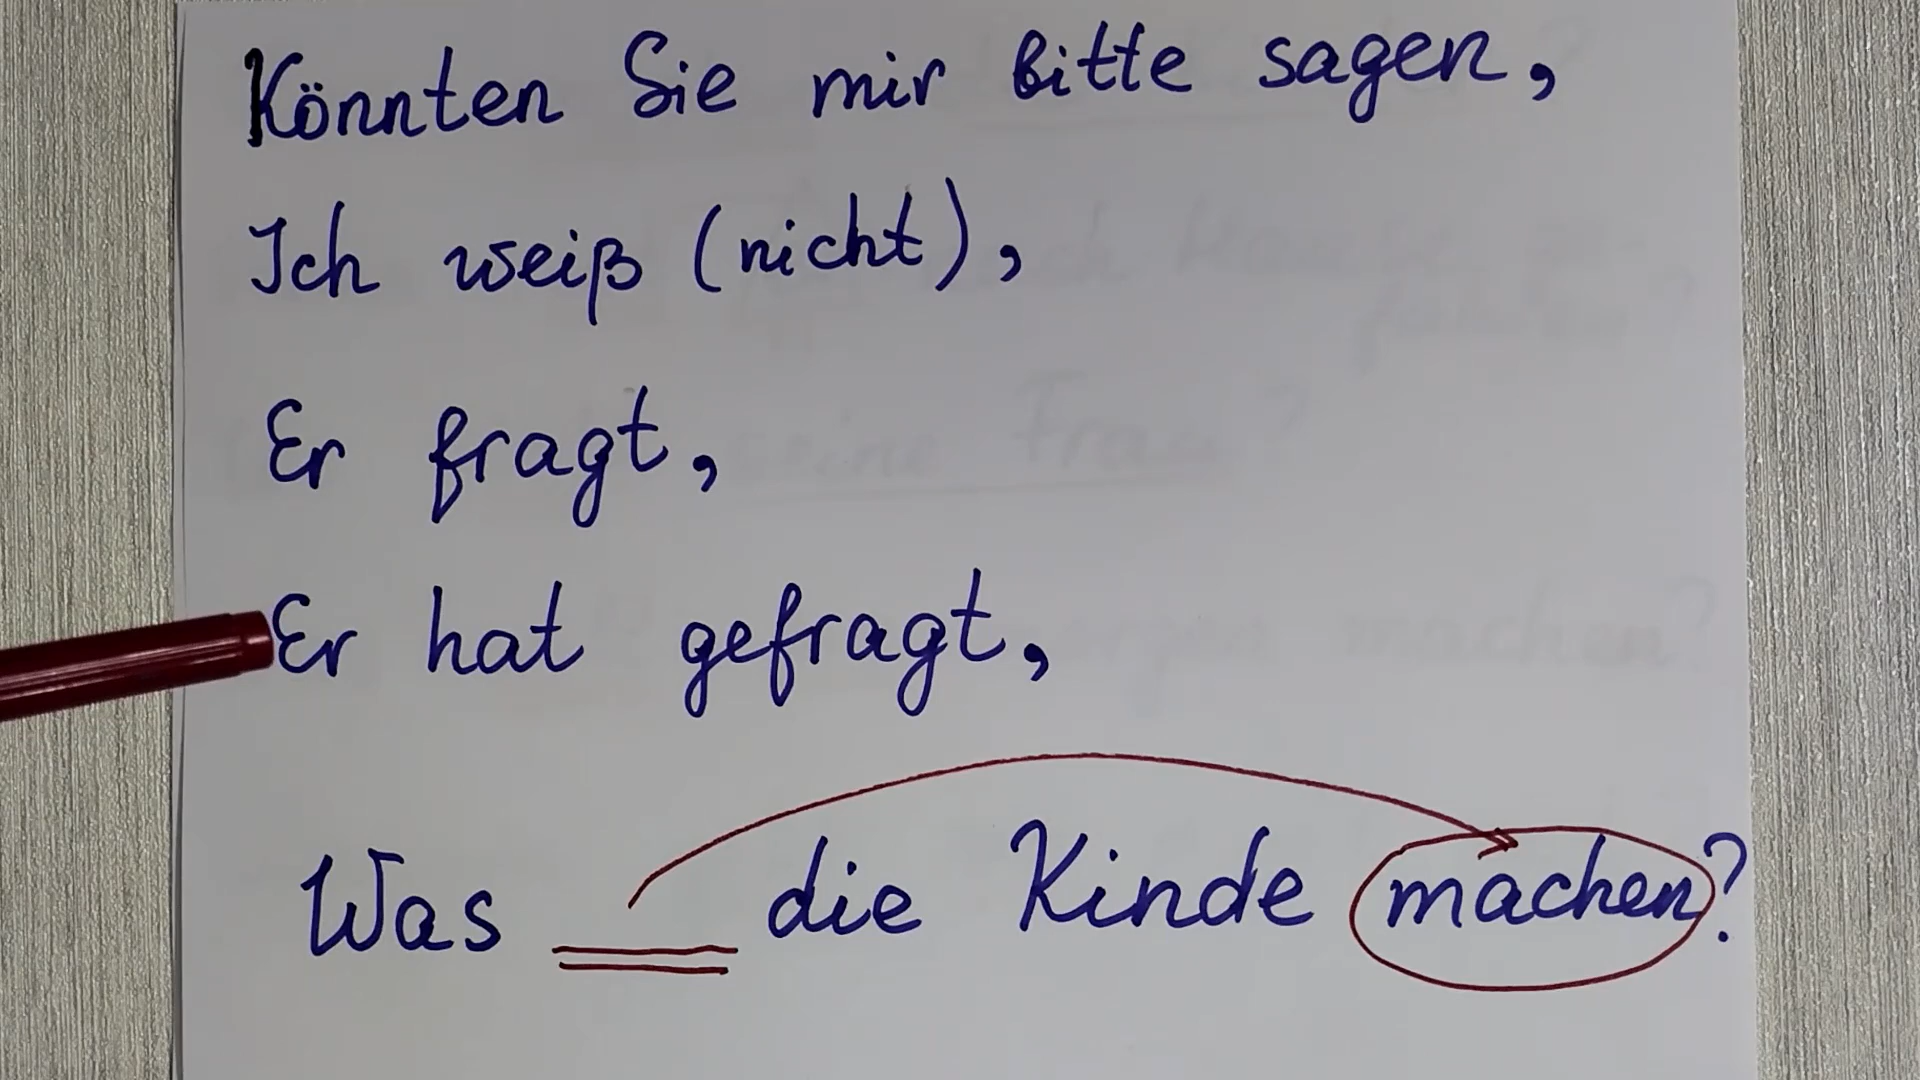 Könnten Sie mir bitte sagen,
Ich weiß (nicht),
Er fragt,
Er hat gefragt,
Was die Kinde machen?